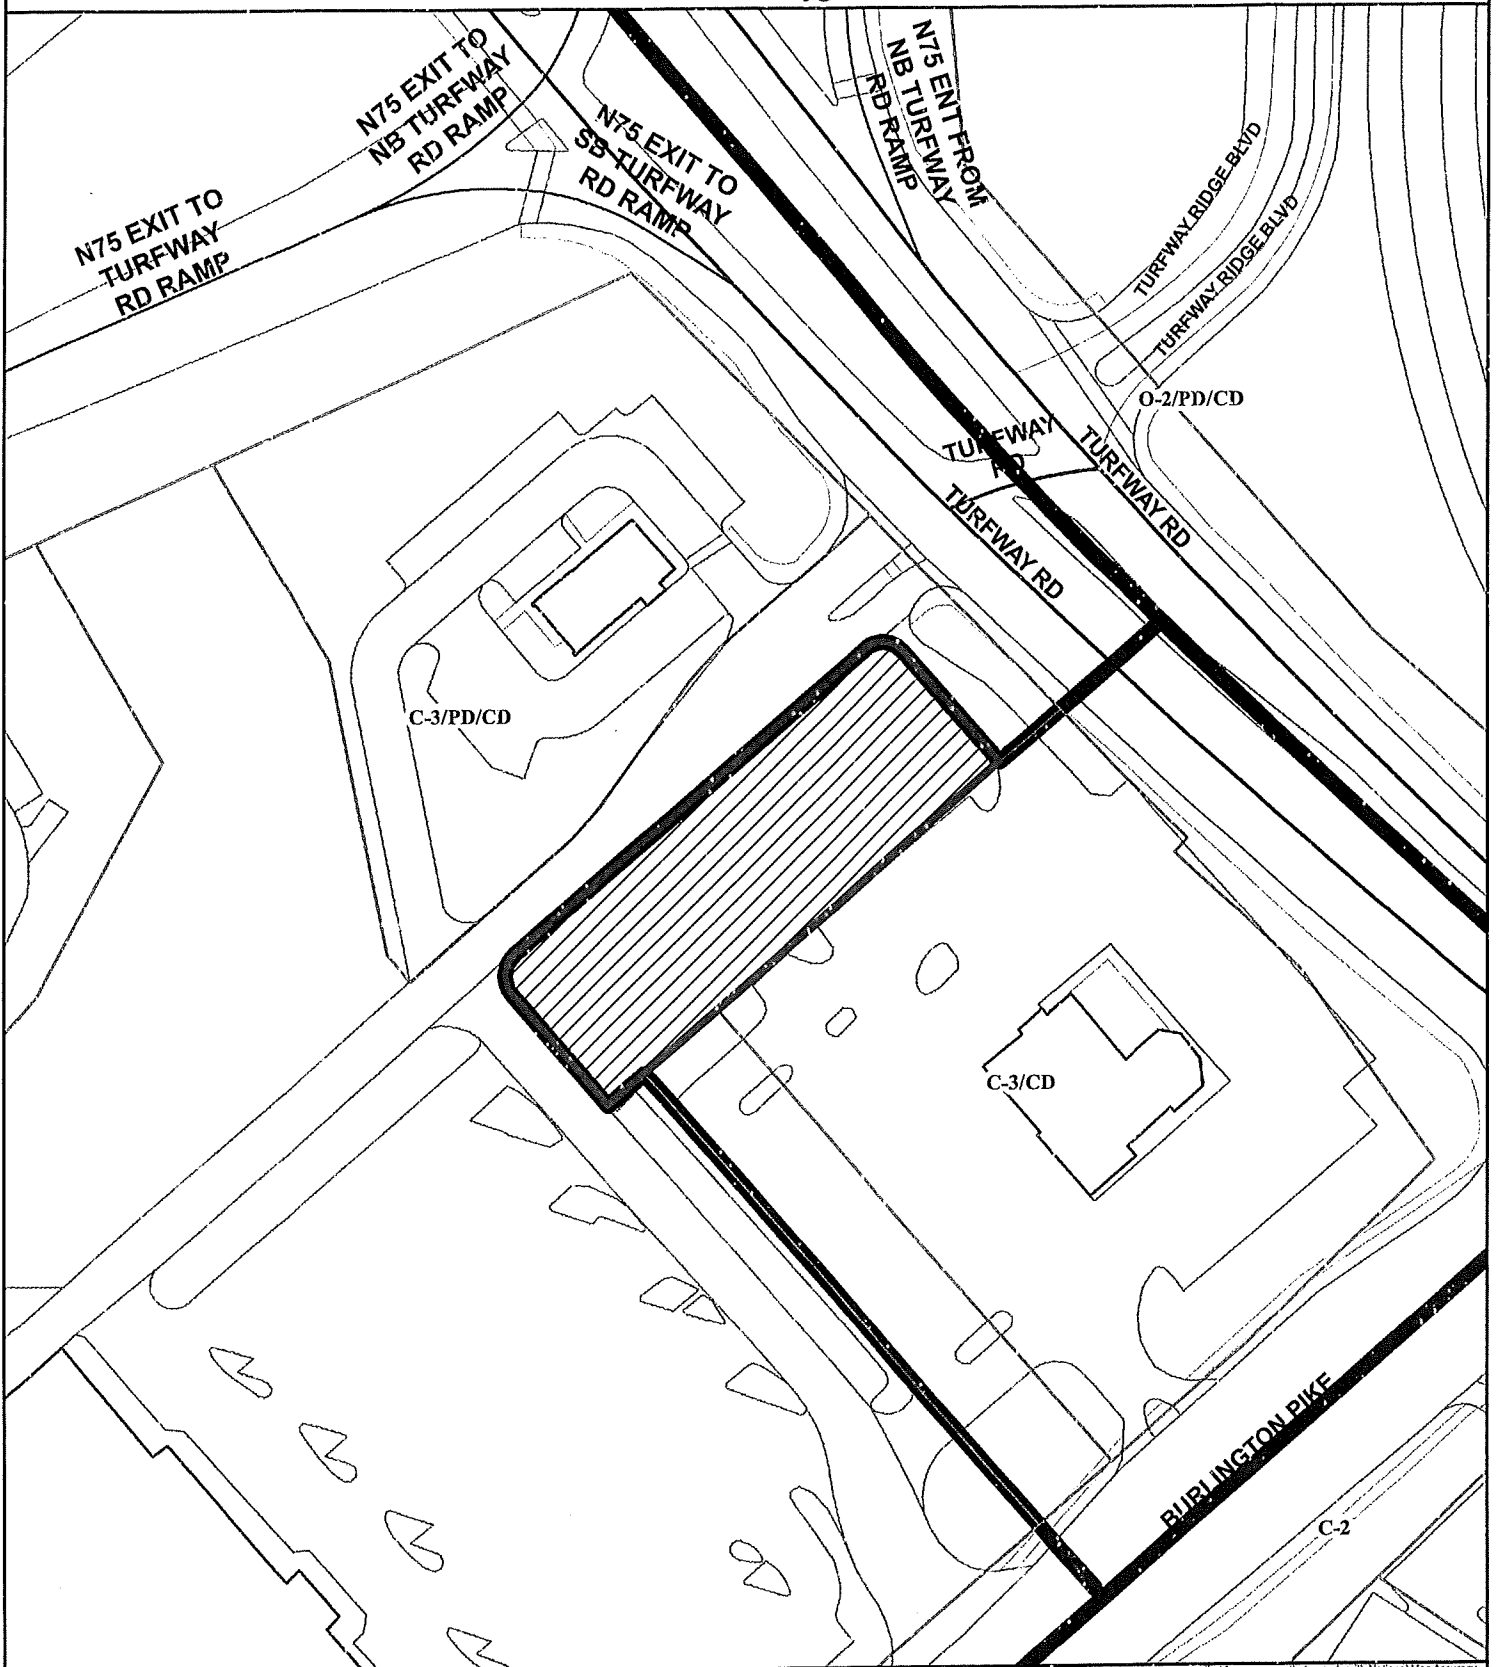 N75 EXIT TO
NB TURFWAY
RD RAMP
N75 EXIT TO
SB TURFWAY
RD RAMP
N75 ENT FROM
NB TURFWAY
RD RAMP
N75 EXIT TO
TURFWAY
RD RAMP
TURFWAY RIDGE BLVD
TURFWAY RIDGE BLVD
O-2/PD/CD
TURFWAY
RD
TURFWAY RD
TURFWAY RD
C-3/PD/CD
C-3/CD
BURLINGTON PIKE
C-2